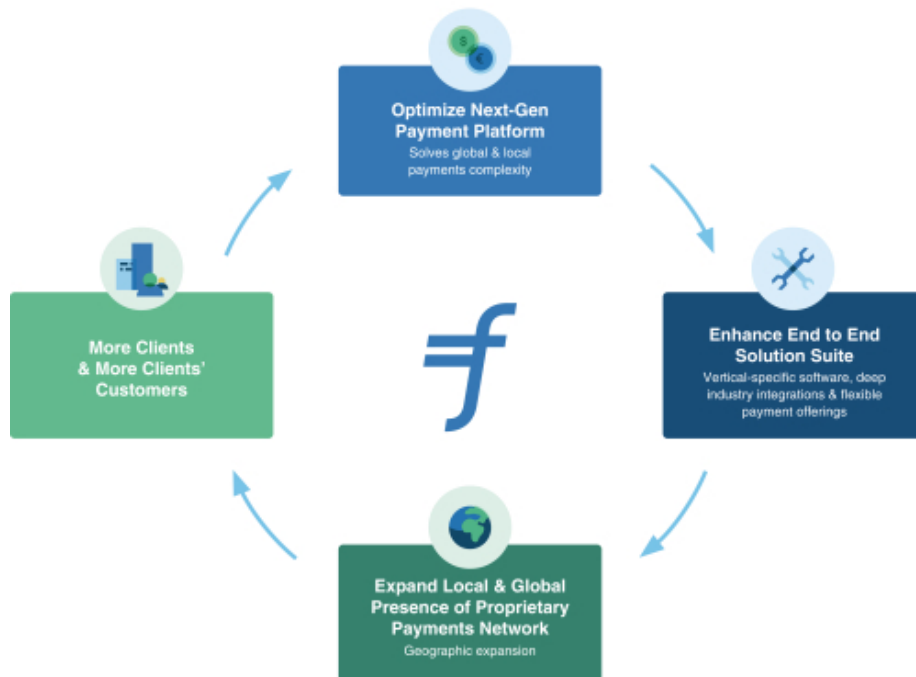 $
€
Optimize Next-Gen
Payment Platform
Solves global & local
payments complexity
Enhance End to End
Solution Suite
Vertical-specific software, deep
industry integrations & flexible
payment offerings
Expand Local & Global
Presence of Proprietary
Payments Network
Geographic expansion
More Clients
& More Clients’
Customers